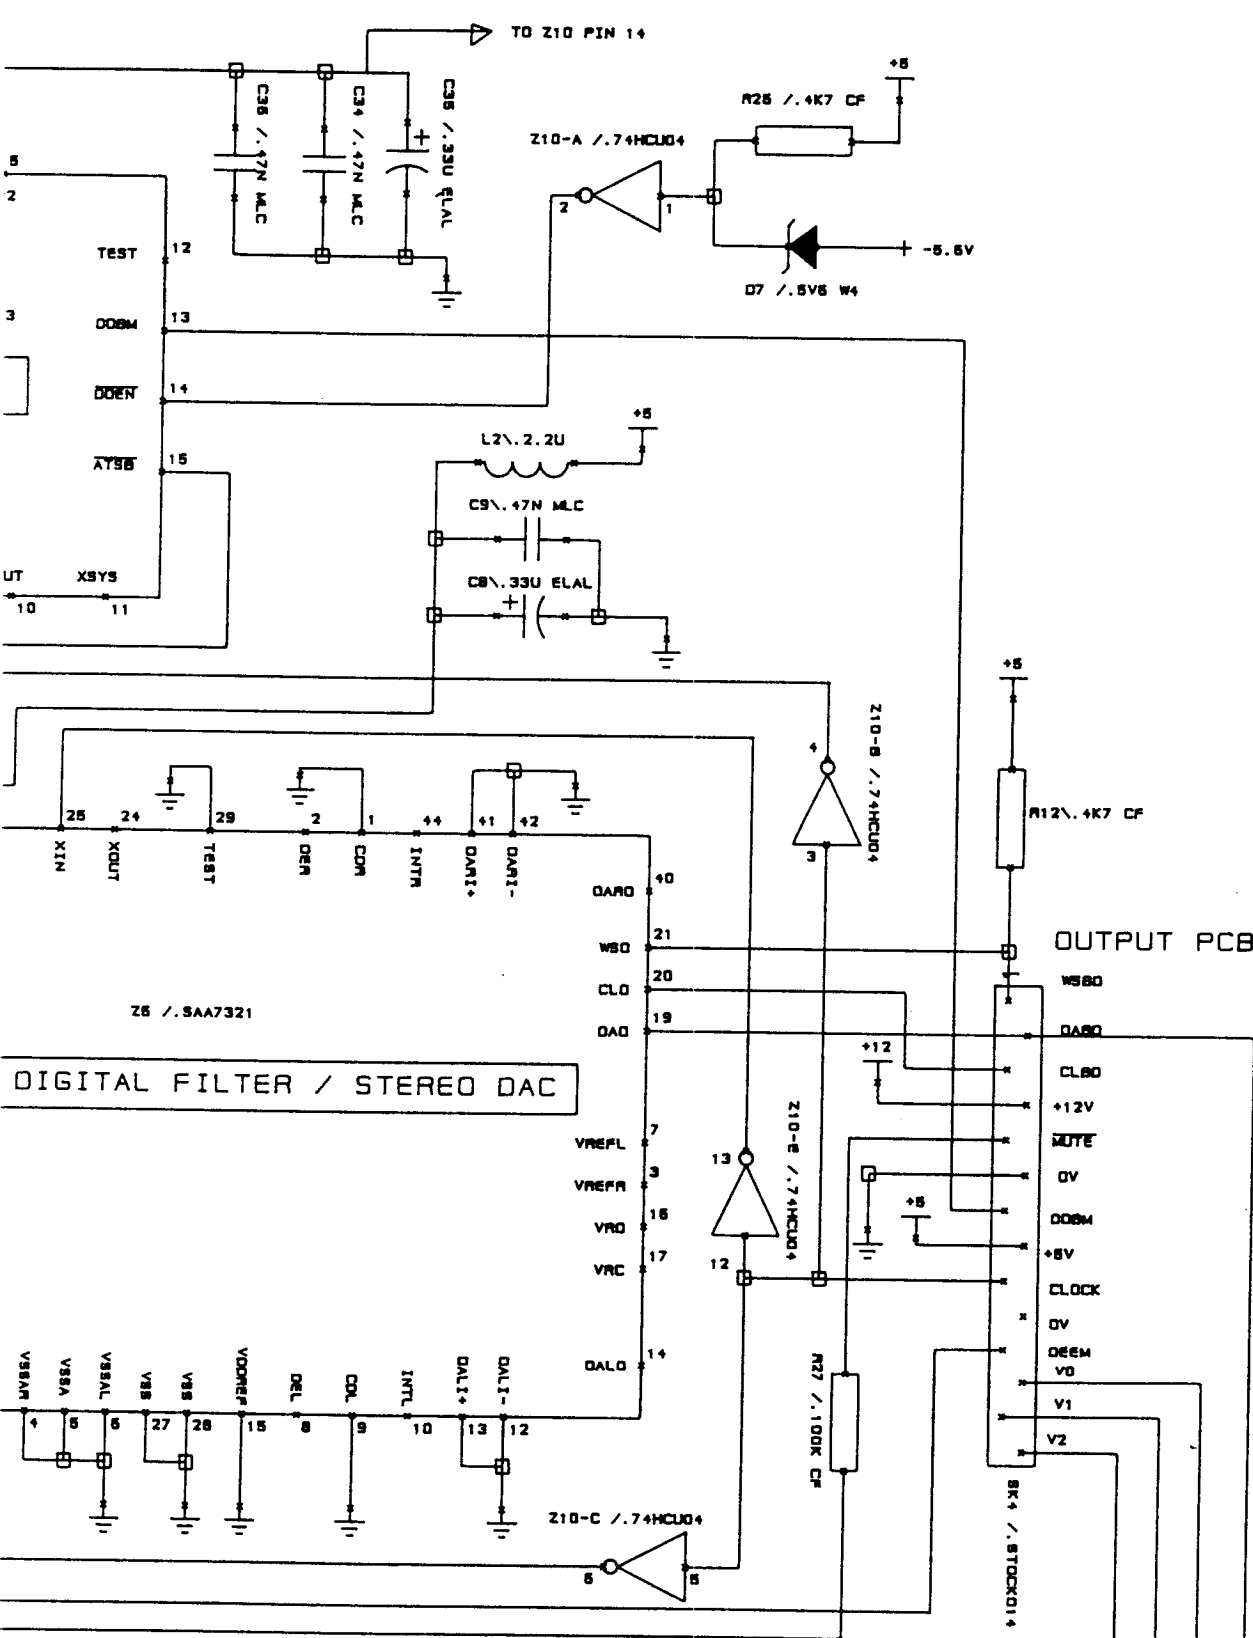 TO Z10 PIN 14
+5
R25 /.4K7 CF
C36 /.47N MLC
C34 /.47N MLC
C35 /.33U ELAL
+
Z10-A /.74HCU04
2
1
-5.6V
D7 /.5V6 W4
5
2
TEST
12
3
DOBM
13
DOEN
14
ATSB
15
+5
L2\.2.2U
C9\.47N MLC
C8\.33U ELAL
+
UT
XSYS
10
11
+5
Z10-B /.74HCU04
4
3
R12\.4K7 CF
25
24
29
2
1
44
41
42
XIN
XOUT
TEST
DER
CDR
INTR
DARI+
DARI-
DARO
40
WSO
21
CLO
20
DAO
19
OUTPUT PCB
Z6 /.SAA7321
DIGITAL FILTER / STEREO DAC
WSBD
DABD
CLBD
+12
+12V
MUTE
0V
DOBM
+5
+5V
CLOCK
0V
DEEM
V0
V1
V2
VREFL
7
VREFR
3
VRO
16
VRC
17
DALO
14
Z10-E /.74HCU04
13
12
R27 /.100K CF
VSSAR
VSSA
VSSAL
VSS
VSS
VDDREF
DEL
CDL
INTL
DALI+
DALI-
4
5
6
27
28
15
8
9
10
13
12
Z10-C /.74HCU04
6
5
SK4 /.STOCKO14